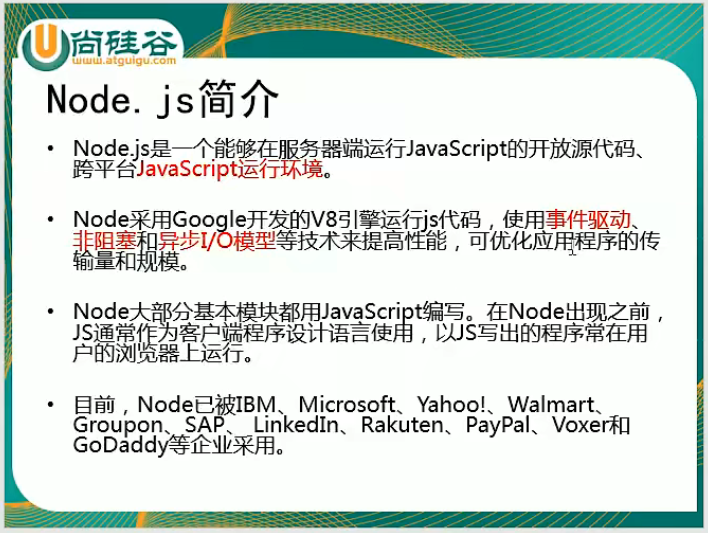 尚硅谷
www.atguigu.com
Node.js简介
• Node.js是一个能够在服务器端运行JavaScript的开放源代码、
跨平台JavaScript运行环境。
• Node采用Google开发的V8引擎运行js代码，使用事件驱动、
非阻塞和异步I/O模型等技术来提高性能，可优化应用程序的传
输量和规模。
• Node大部分基本模块都用JavaScript编写。在Node出现之前，
JS通常作为客户端程序设计语言使用，以JS写出的程序常在用
户的浏览器上运行。
• 目前，Node已被IBM、Microsoft、Yahoo!、Walmart、
Groupon、SAP、 LinkedIn、Rakuten、PayPal、Voxer和
GoDaddy等企业采用。